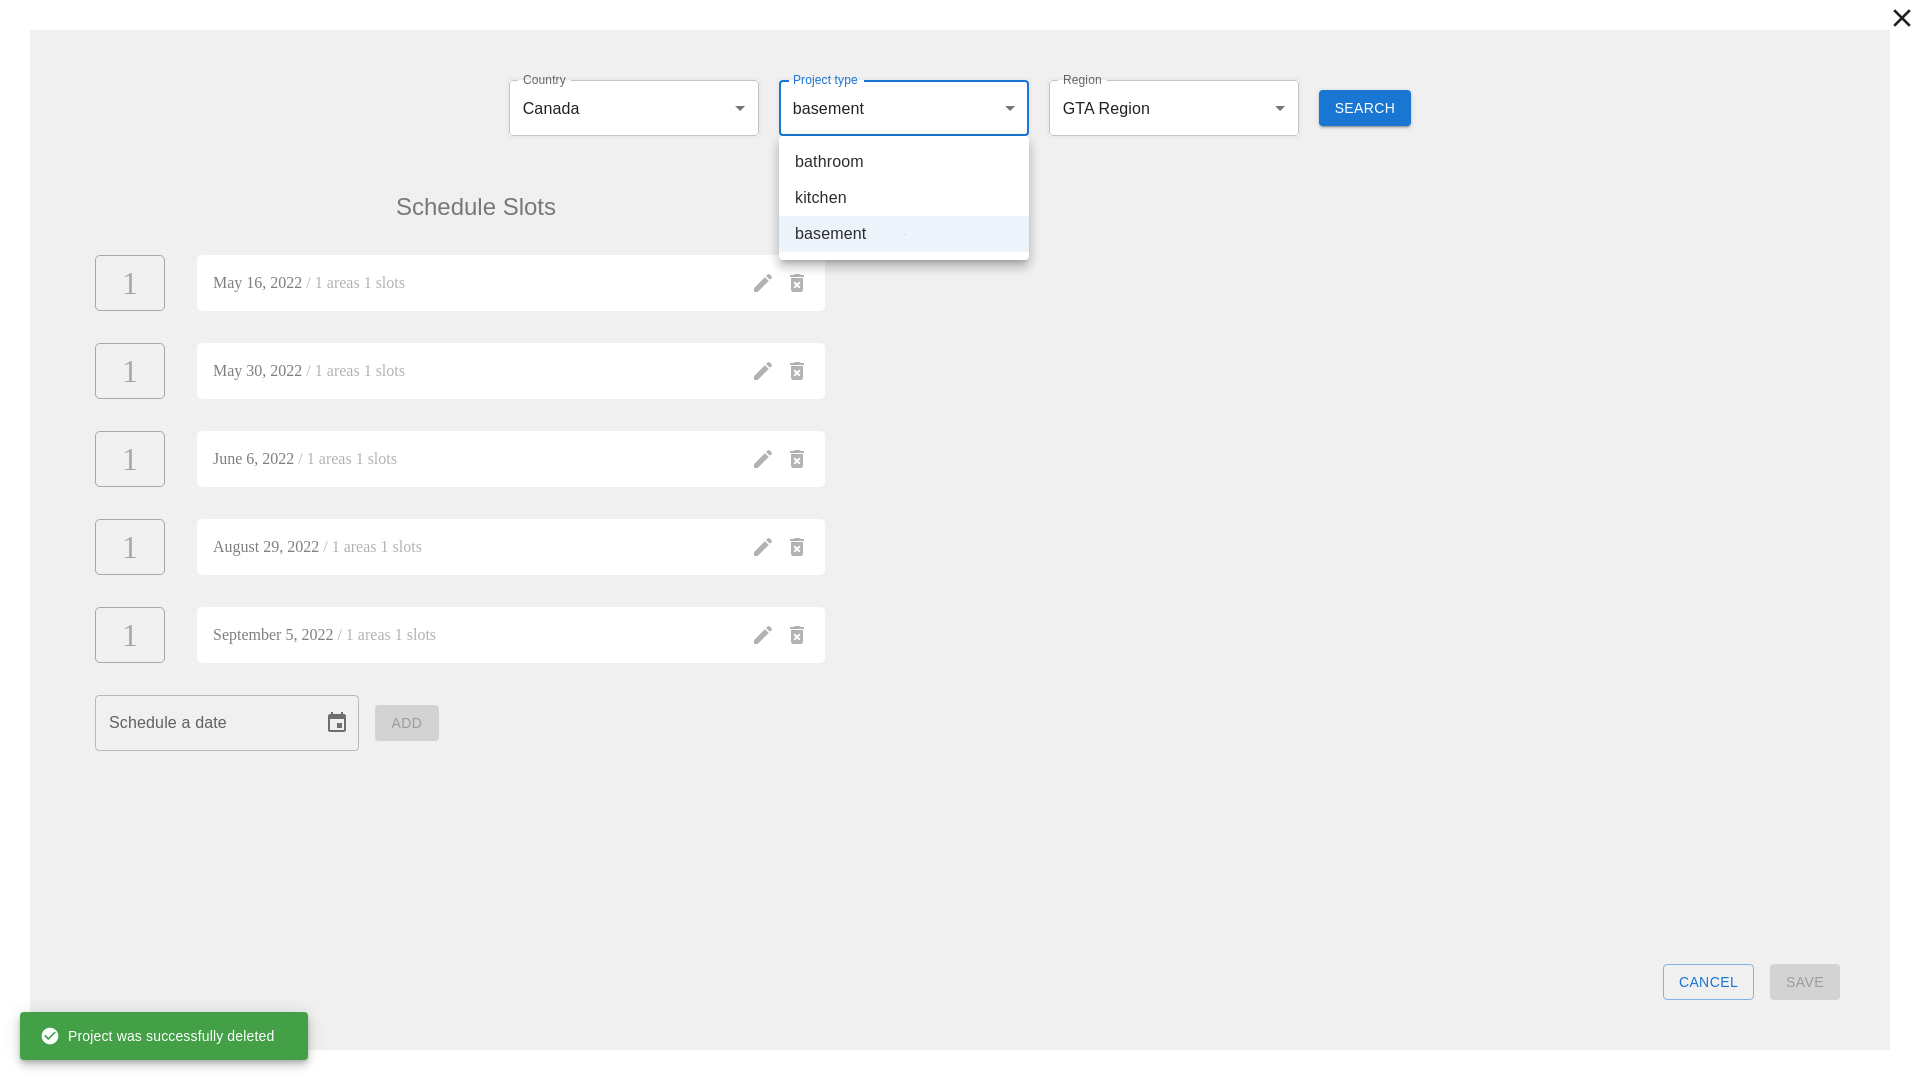 Country
Canada
Project type
basement
Region
GTA Region
SEARCH
bathroom
kitchen
basement
Schedule Slots
1
May 16, 2022 / 1 areas 1 slots
1
May 30, 2022 / 1 areas 1 slots
1
June 6, 2022 / 1 areas 1 slots
1
August 29, 2022 / 1 areas 1 slots
1
September 5, 2022 / 1 areas 1 slots
Schedule a date
ADD
CANCEL
SAVE
Project was successfully deleted